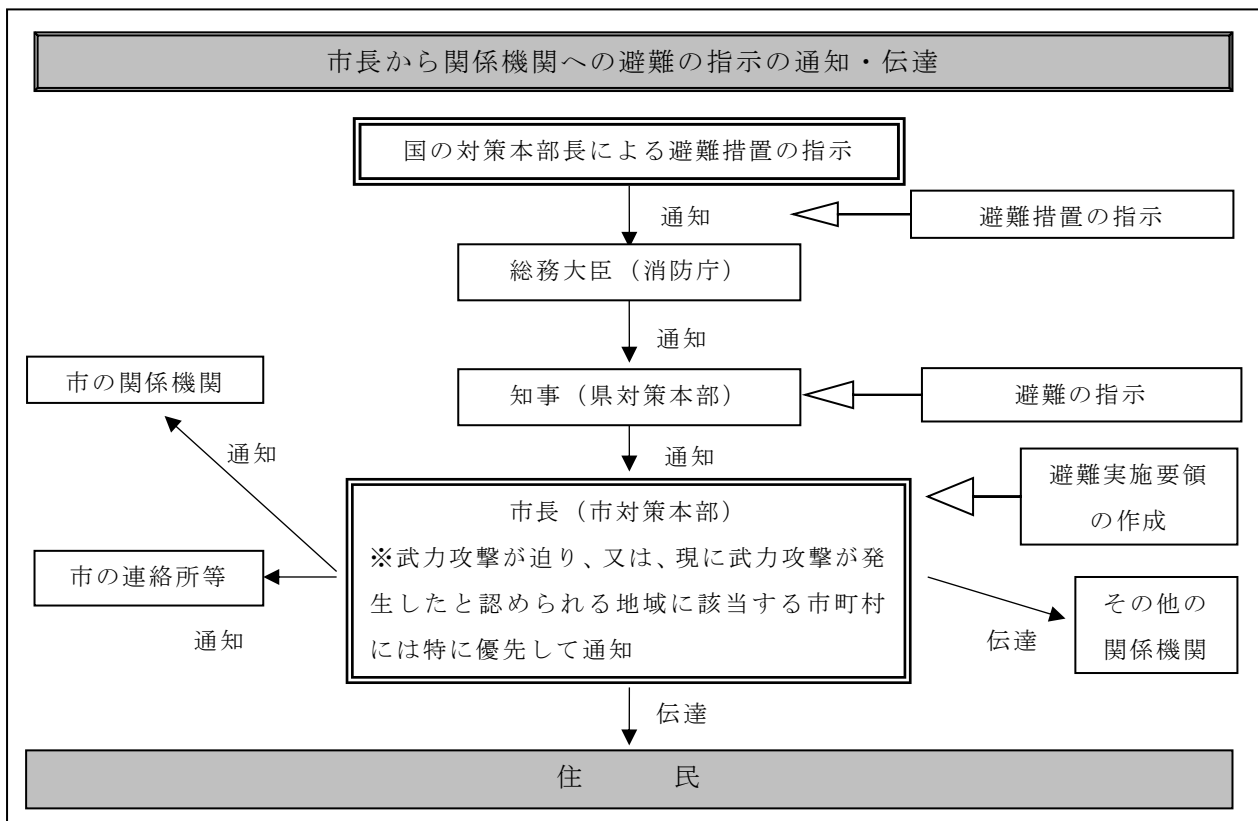 市長から関係機関への避難の指示の通知・伝達
国の対策本部長による避難措置の指示
通知
避難措置の指示
総務大臣（消防庁）
通知
市の関係機関
知事（県対策本部）
避難の指示
通知
通知
避難実施要領
の作成
市長（市対策本部）
※武力攻撃が迫り、又は、現に武力攻撃が発
生したと認められる地域に該当する市町村
には特に優先して通知
市の連絡所等
通知
その他の
関係機関
伝達
伝達
住　　民